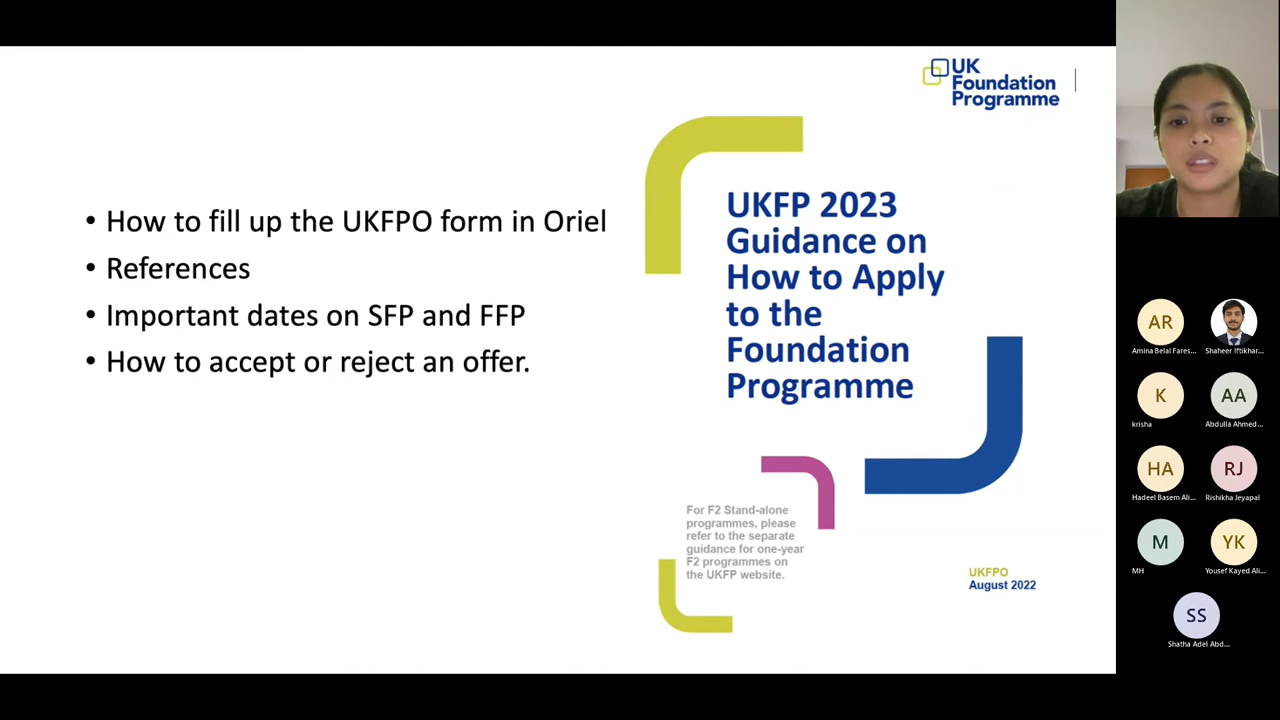 • How to fill up the UKFPO form in Oriel
• References
• Important dates on SFP and FFP
• How to accept or reject an offer.
UK
Foundation
Programme
UKFP 2023
Guidance on
How to Apply
to the
Foundation
Programme
For F2 Stand-alone
programmes, please
refer to the separate
guidance for one-year
F2 programmes on
the UKFP website.
UKFPO
August 2022
AR
Amina Belal Fares...
Shaheer Iftikhar...
K
krisha
AA
Abdulla Ahmed...
HA
Hadeel Basem Ali...
RJ
Rishikha Jeyapal
M
MH
YK
Yousef Kayed Ali...
SS
Shatha Adel Abd...